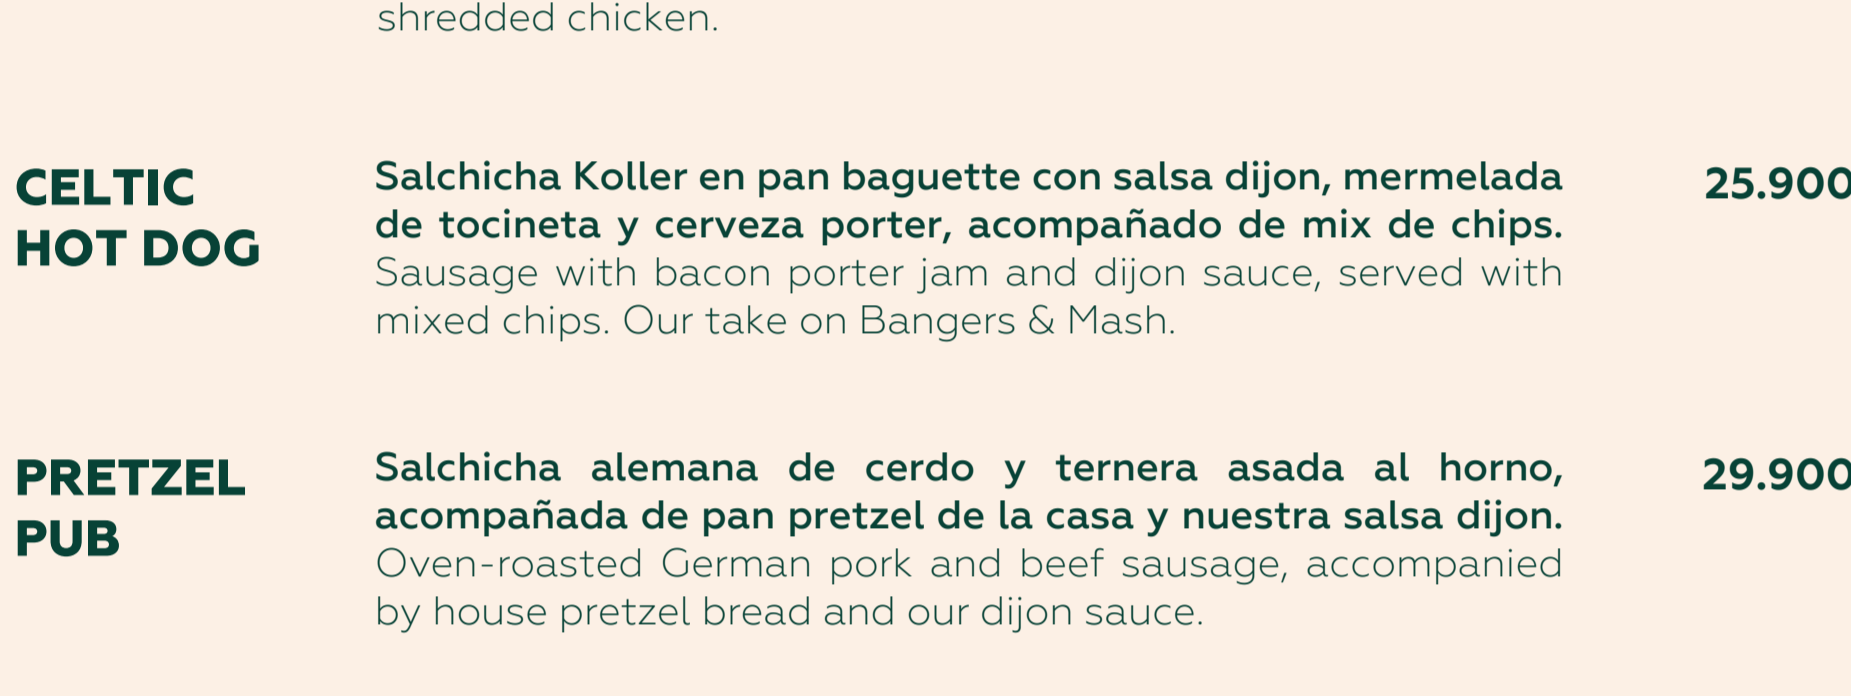 shredded chicken.
CELTIC
HOT DOG
Salchicha Koller en pan baguette con salsa dijon, mermelada
de tocineta y cerveza porter, acompañado de mix de chips.
Sausage with bacon porter jam and dijon sauce, served with
mixed chips. Our take on Bangers & Mash.
25.900
PRETZEL
PUB
Salchicha alemana de cerdo y ternera asada al horno,
acompañada de pan pretzel de la casa y nuestra salsa dijon.
Oven-roasted German pork and beef sausage, accompanied
by house pretzel bread and our dijon sauce.
29.900